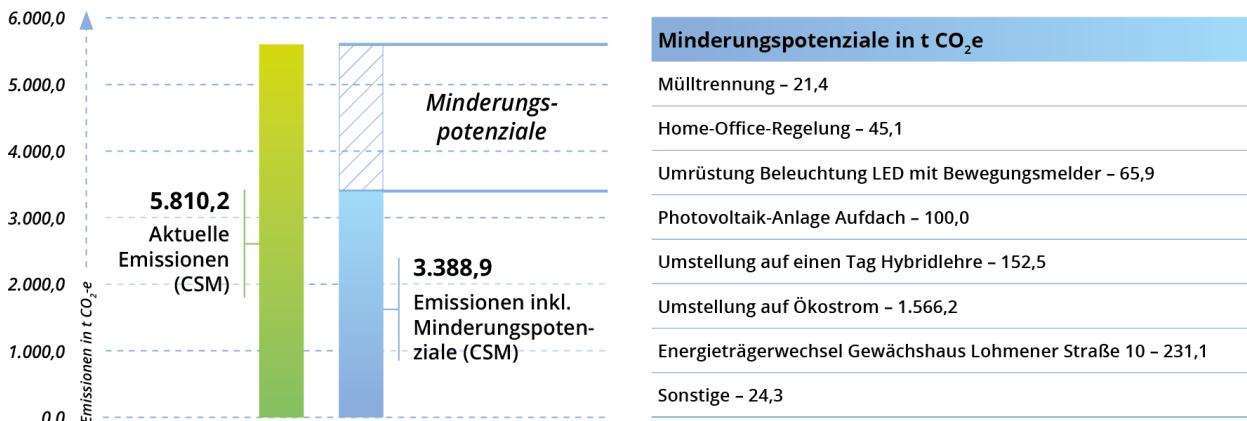 6.000,0
5.000,0
4.000,0
3.000,0
2.000,0
1.000,0
0,0
Emissionen in t CO₂-e
5.810,2
Aktuelle
Emissionen
(CSM)
Minderungs-
potenziale
3.388,9
Emissionen inkl.
Minderungspoten-
ziale (CSM)
Minderungspotenziale in t CO₂e
Mülltrennung – 21,4
Home-Office-Regelung – 45,1
Umrüstung Beleuchtung LED mit Bewegungsmelder – 65,9
Photovoltaik-Anlage Aufdach – 100,0
Umstellung auf einen Tag Hybridlehre – 152,5
Umstellung auf Ökostrom – 1.566,2
Energieträgerwechsel Gewächshaus Lohmener Straße 10 – 231,1
Sonstige – 24,3